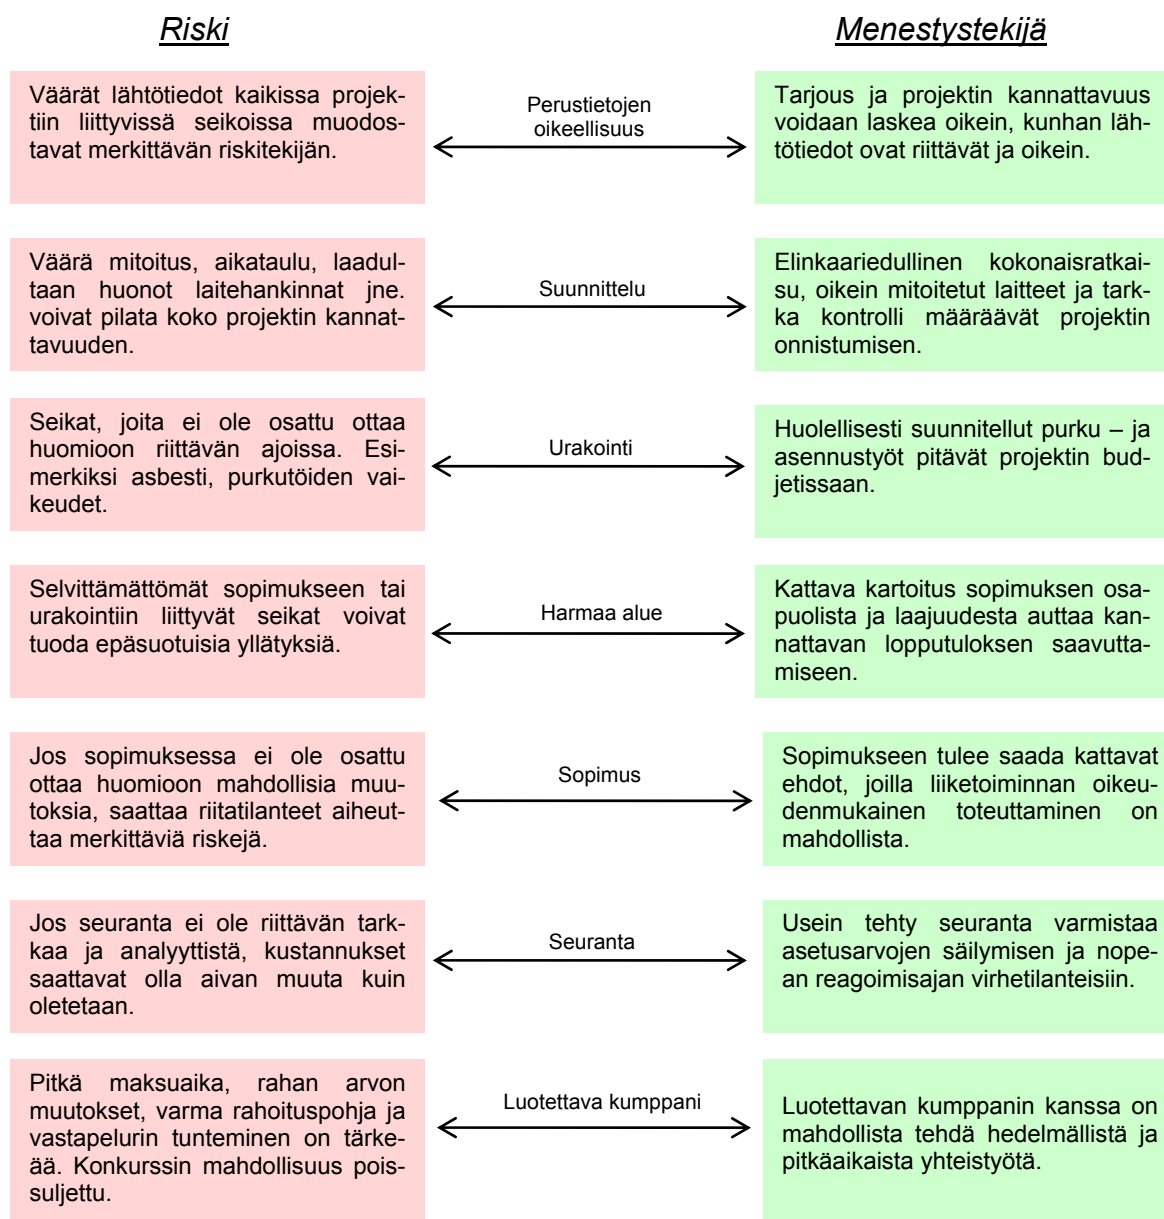 Riski
Menestystekijä
Väärät lähtötiedot kaikissa projek-
tiin liittyvissä seikoissa muodos-
tavat merkittävän riskitekijän.
Perustietojen
oikeellisuus
Tarjous ja projektin kannattavuus
voidaan laskea oikein, kunhan läh-
tötiedot ovat riittävät ja oikein.
Väärä mitoitus, aikataulu, laadul-
taan huonot laitehankinnat jne.
voivat pilata koko projektin kannat-
tavuuden.
Suunnittelu
Elinkaariedullinen kokonaisratkai-
su, oikein mitoitetut laitteet ja tark-
ka kontrolli määräävät projektin
onnistumisen.
Seikat, joita ei ole osattu ottaa
huomioon riittävän ajoissa. Esi-
merkiksi asbesti, purkutöiden vai-
keudet.
Urakointi
Huolellisesti suunnitellut purku – ja
asennustyöt pitävät projektin bud-
jetissaan.
Selvittämättömät sopimukseen tai
urakointiin liittyvät seikat voivat
tuoda epäsuotuisia yllätyksiä.
Harmaa alue
Kattava kartoitus sopimuksen osa-
puolista ja laajuudesta auttaa kan-
nattavan lopputuloksen saavutta-
miseen.
Jos sopimuksessa ei ole osattu
ottaa huomioon mahdollisia muu-
toksia, saattaa riitatilanteet aiheut-
taa merkittäviä riskejä.
Sopimus
Sopimukseen tulee saada kattavat
ehdot, joilla liiketoiminnan oikeu-
denmukainen toteuttaminen on
mahdollista.
Jos seuranta ei ole riittävän tark-
kaa ja analyyttistä, kustannukset
saattavat olla aivan muuta kuin
oletetaan.
Seuranta
Usein tehty seuranta varmistaa
asetusarvojen säilymisen ja nope-
an reagoimisajan virhetilanteisiin.
Pitkä maksuaika, rahan arvon
muutokset, varma rahoituspohja ja
vastapelurin tunteminen on tärke-
ää. Konkurssin mahdollisuus pois-
suljettu.
Luotettava kumppani
Luotettavan kumppanin kanssa on
mahdollista tehdä hedelmällistä ja
pitkäaikaista yhteistyötä.